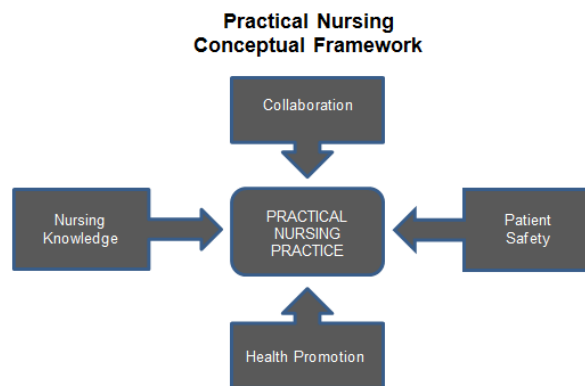 Practical Nursing
Conceptual Framework
Collaboration
Nursing
Knowledge
PRACTICAL
NURSING
PRACTICE
Patient
Safety
Health Promotion